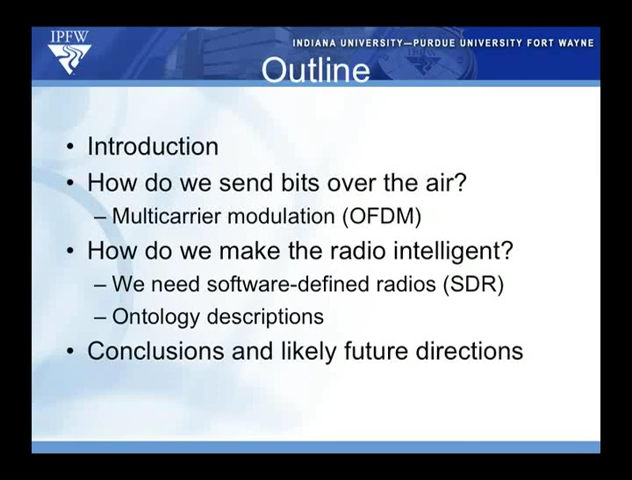 IPFW
INDIANA UNIVERSITY—PURDUE UNIVERSITY FORT WAYNE
Outline
• Introduction
• How do we send bits over the air?
– Multicarrier modulation (OFDM)
• How do we make the radio intelligent?
– We need software-defined radios (SDR)
– Ontology descriptions
• Conclusions and likely future directions